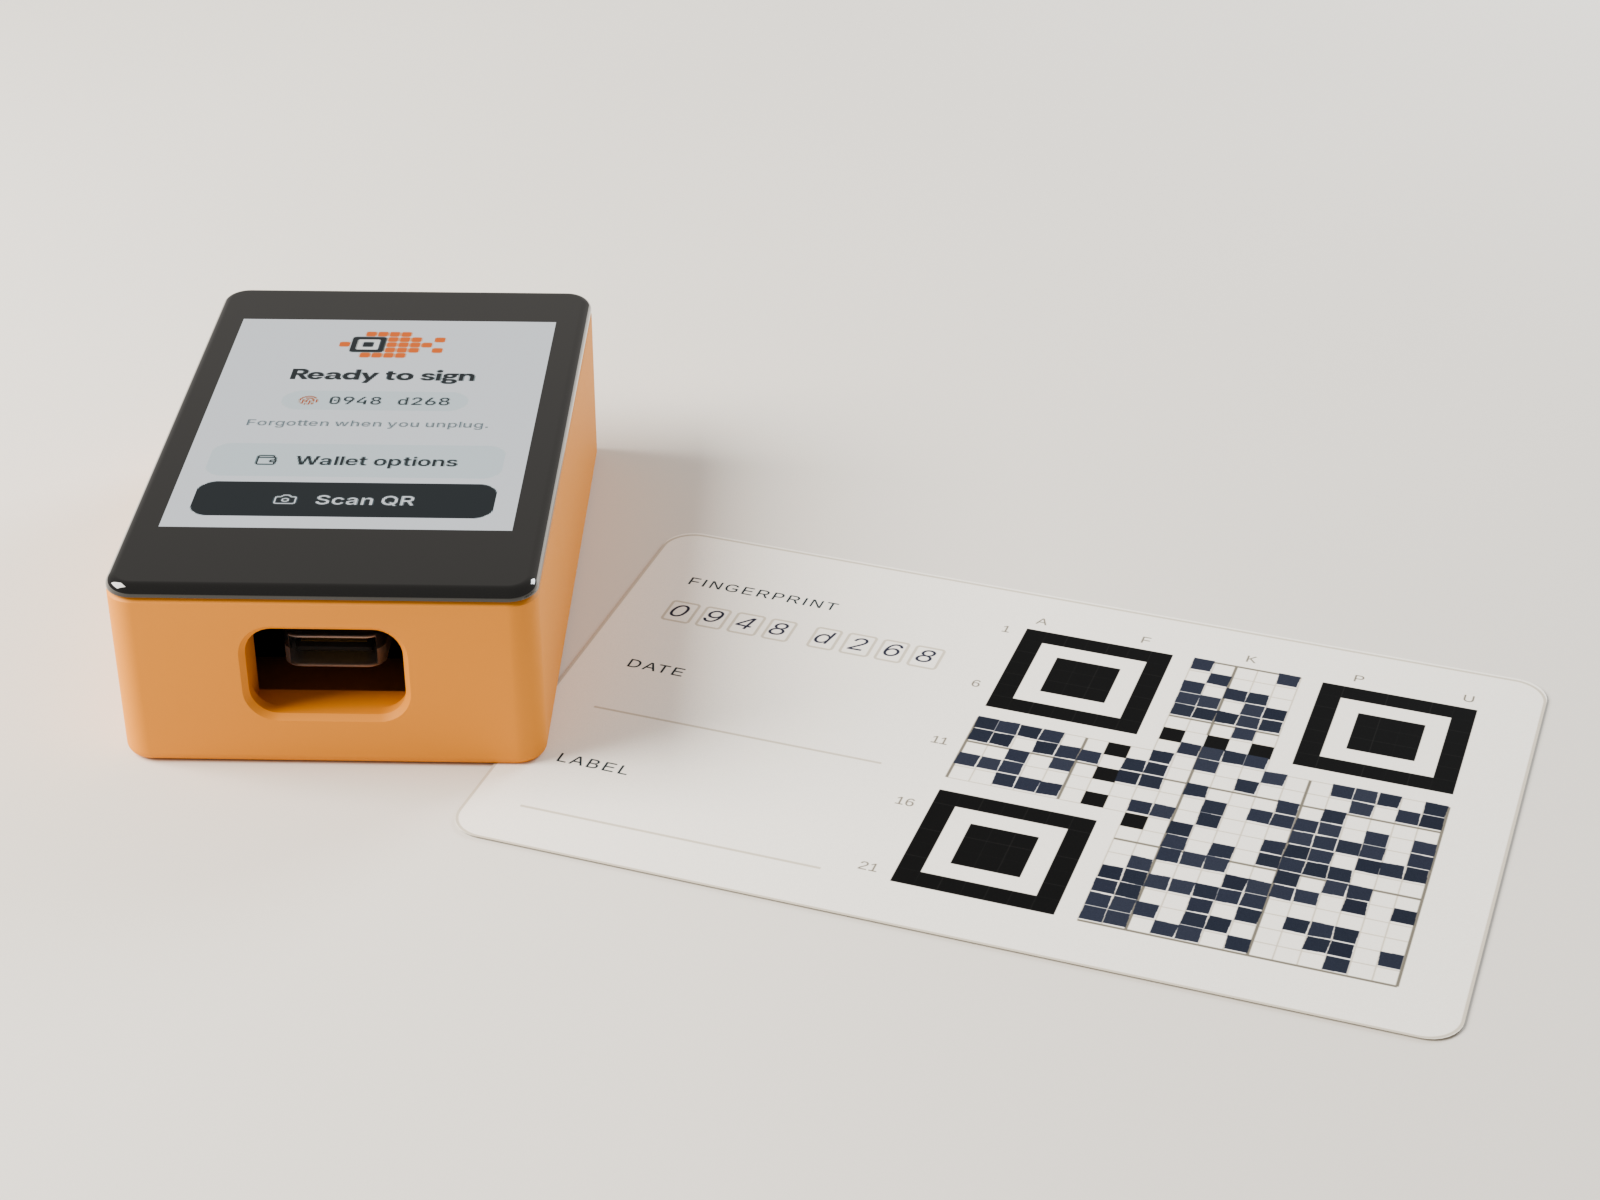 Ready to sign
0948 d268
Forgotten when you unplug.
Wallet options
Scan QR
FINGERPRINT
0948 d268
DATE
LABEL
A F K P U
1
6
11
16
21